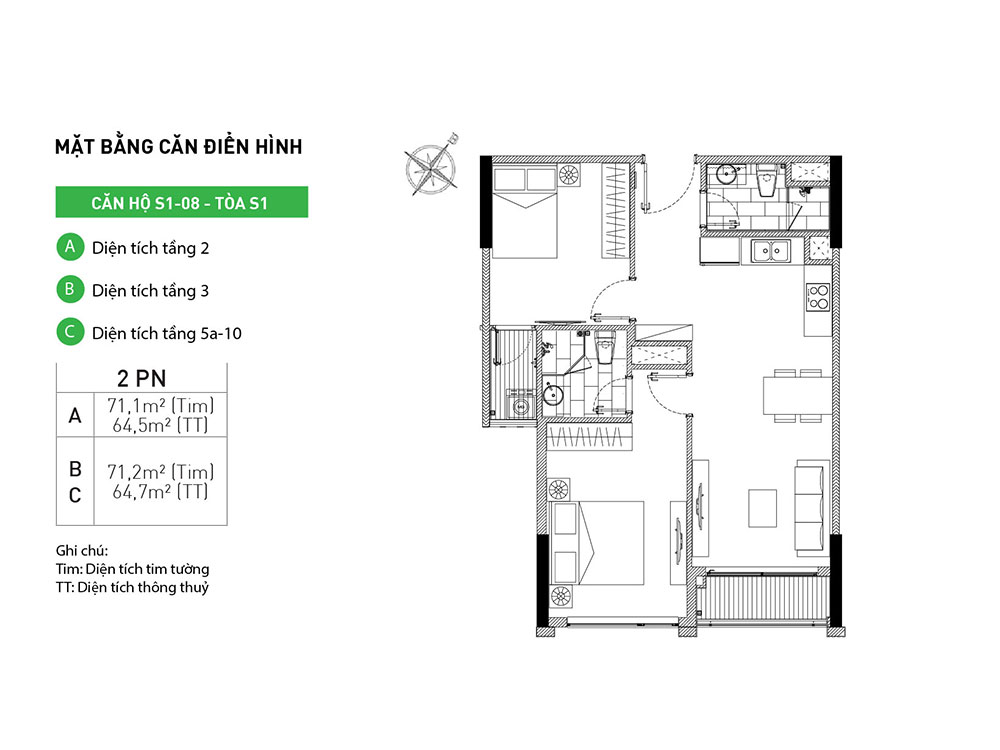 MẶT BẰNG CĂN ĐIỂN HÌNH
CĂN HỘ S1-08 - TÒA S1
A Diện tích tầng 2
B Diện tích tầng 3
C Diện tích tầng 5a-10
2 PN
A 71,1m² (Tim)
64,5m² (TT)
B C 71,2m² (Tim)
64,7m² (TT)
Ghi chú:
Tim: Diện tích tim tường
TT: Diện tích thông thuỷ